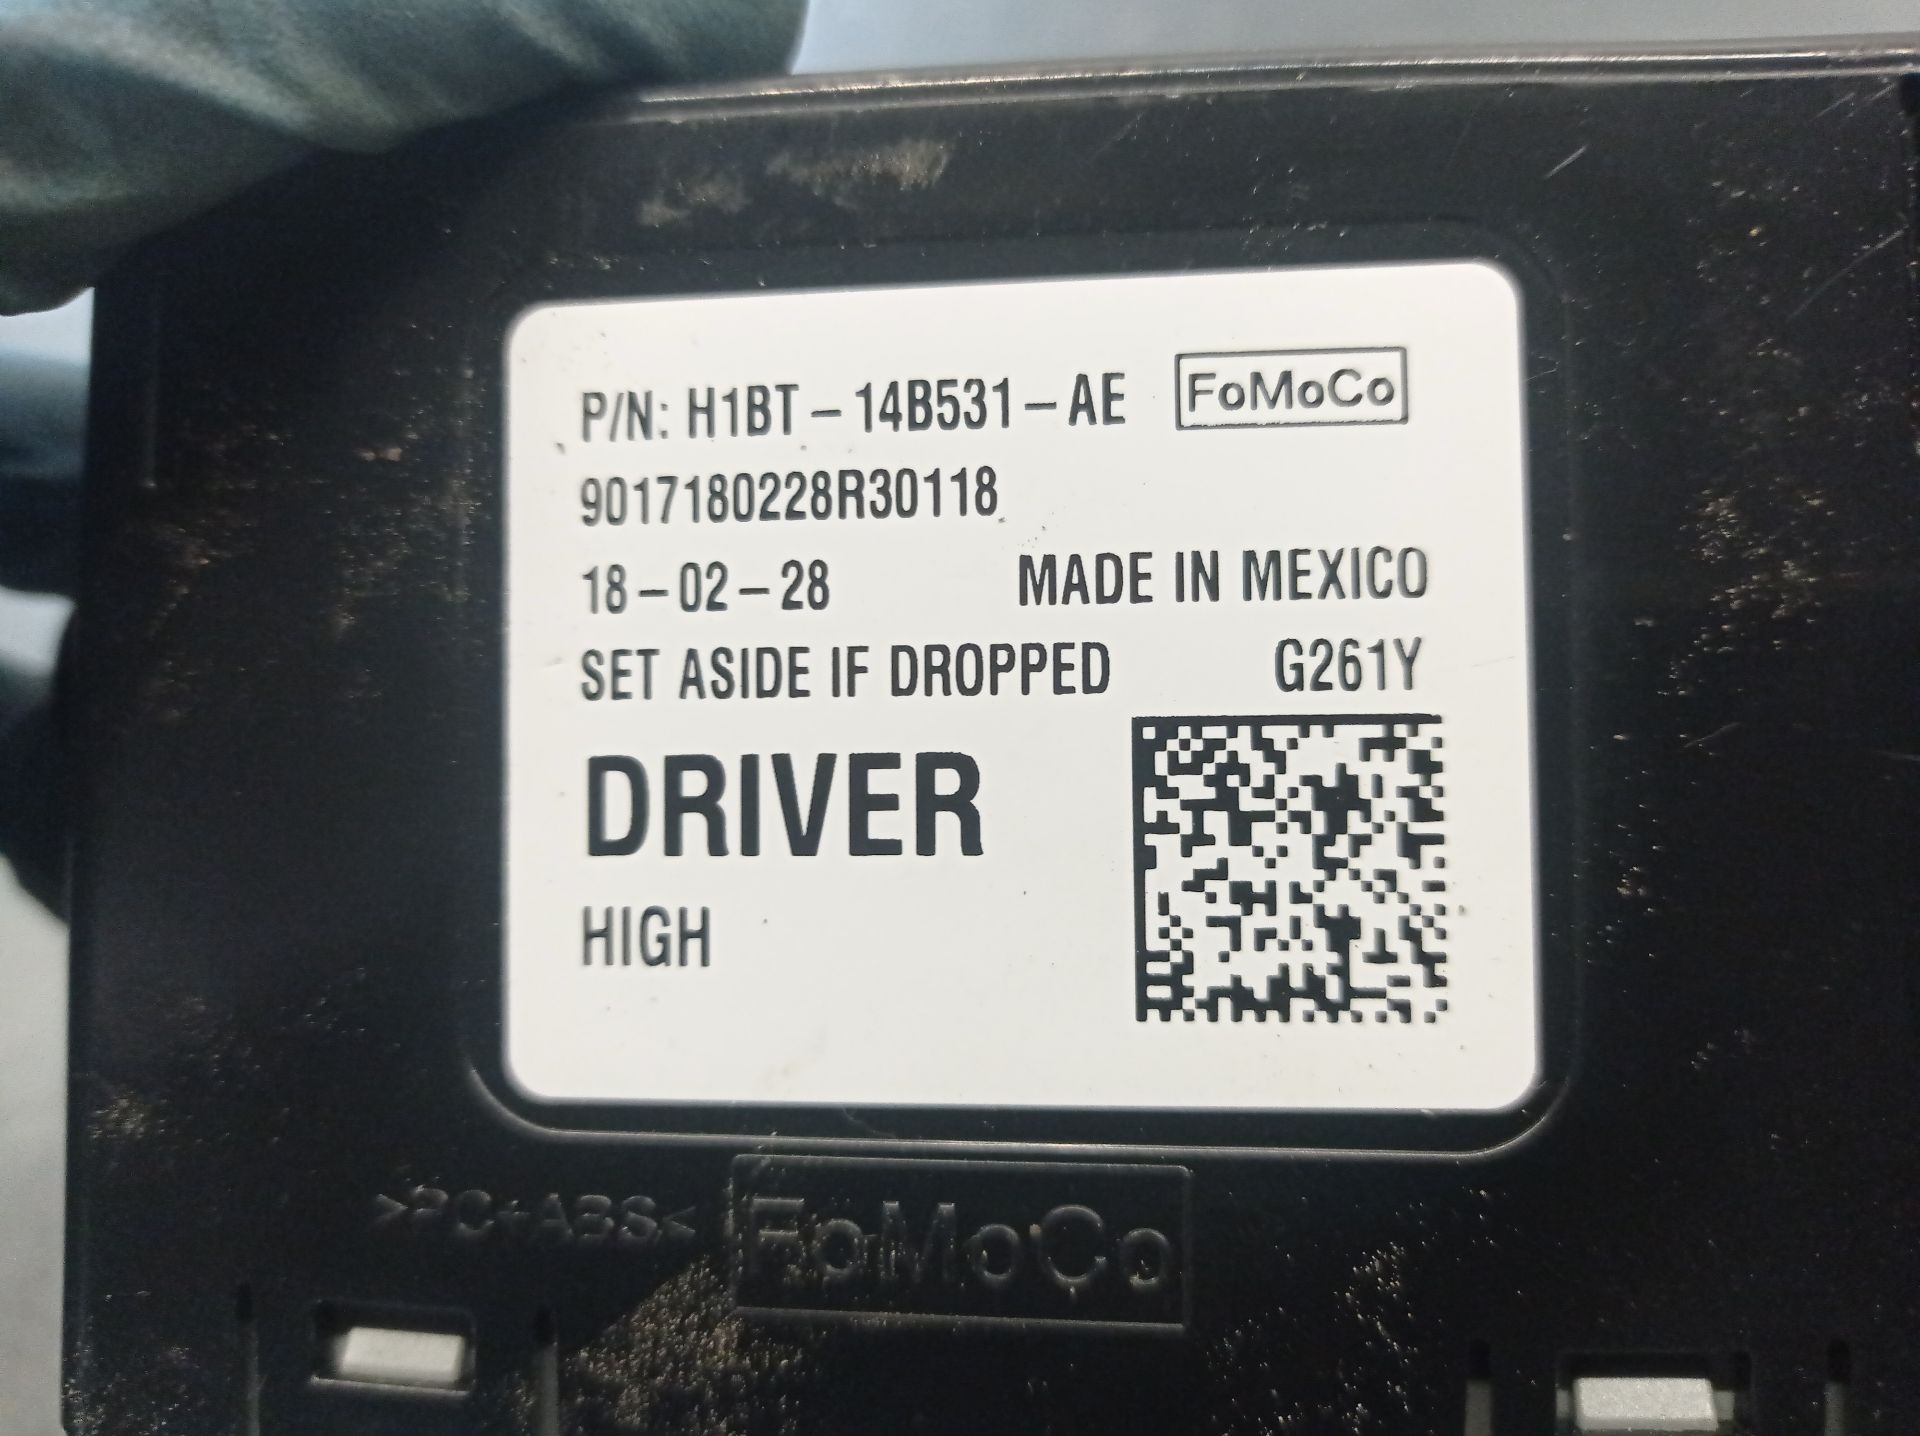 P/N: H1BT-14B531-AE FoMoCo
9017180228R30118
18-02-28 MADE IN MEXICO
SET ASIDE IF DROPPED G261Y
DRIVER
HIGH
>PC+ABS< FoMoCo